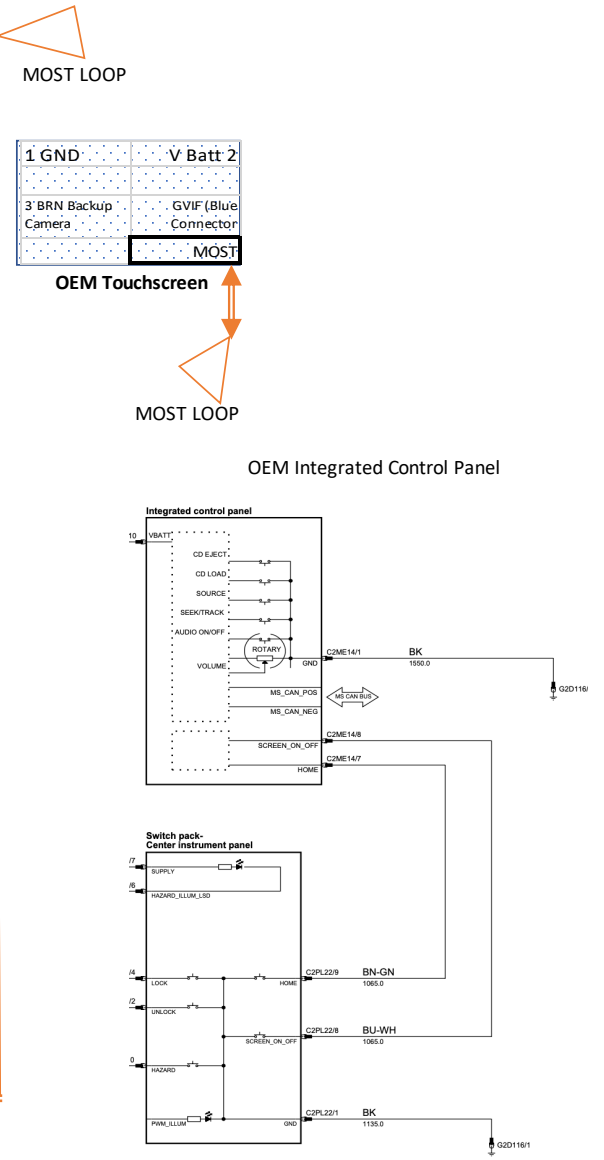 MOST LOOP
1 GND V Batt 2
3 BRN Backup GVIF (.Blue
Camera Connector
MOST
OEM Touchscreen
MOST LOOP
OEM Integrated Control Panel
Integrated control panel
10 VBATT
CD EJECT
CD LOAD
SOURCE
SEEK/TRACK
AUDIO ON/OFF
ROTARY
VOLUME
GND
C2ME14/1 BK
1550.0
G2D116/
MS_CAN_POS
MS CAN BUS
MS_CAN_NEG
C2ME14/8
SCREEN_ON_OFF
C2ME14/7
HOME
Switch pack-
Center instrument panel
/7
SUPPLY
/6
HAZARD_ILLUM_LSD
/4 C2PL22/9 BN-GN
LOCK HOME 1065.0
/2
UNLOCK
C2PL22/8 BU-WH
SCREEN_ON_OFF 1065.0
0
HAZARD
C2PL22/1 BK
PWM_ILLUM GND 1135.0
G2D116/1